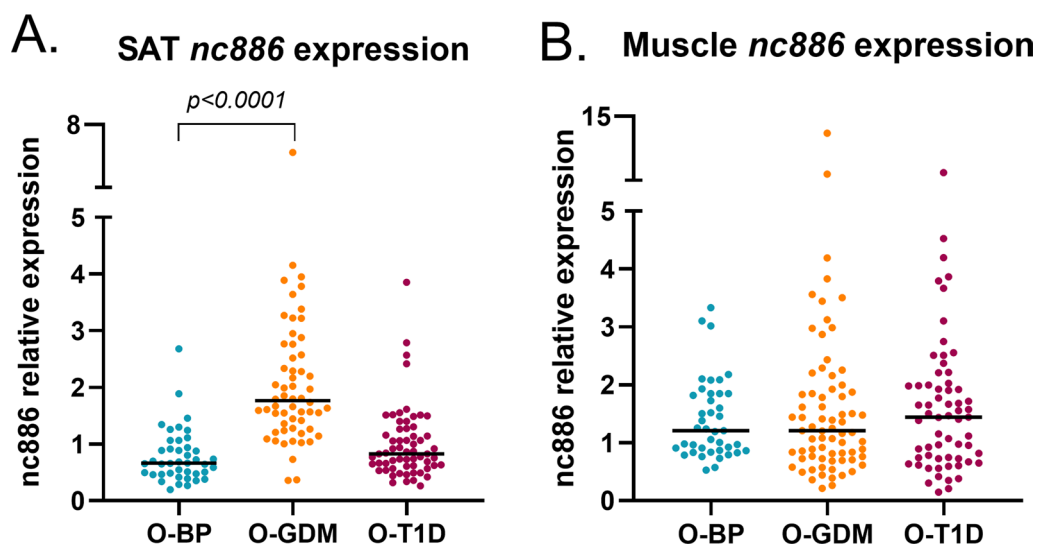 A.
SAT nc886 expression
p<0.0001
nc886 relative expression
8
5
4
3
2
1
0
O-BP O-GDM O-T1D
B.
Muscle nc886 expression
nc886 relative expression
15
5
4
3
2
1
0
O-BP O-GDM O-T1D